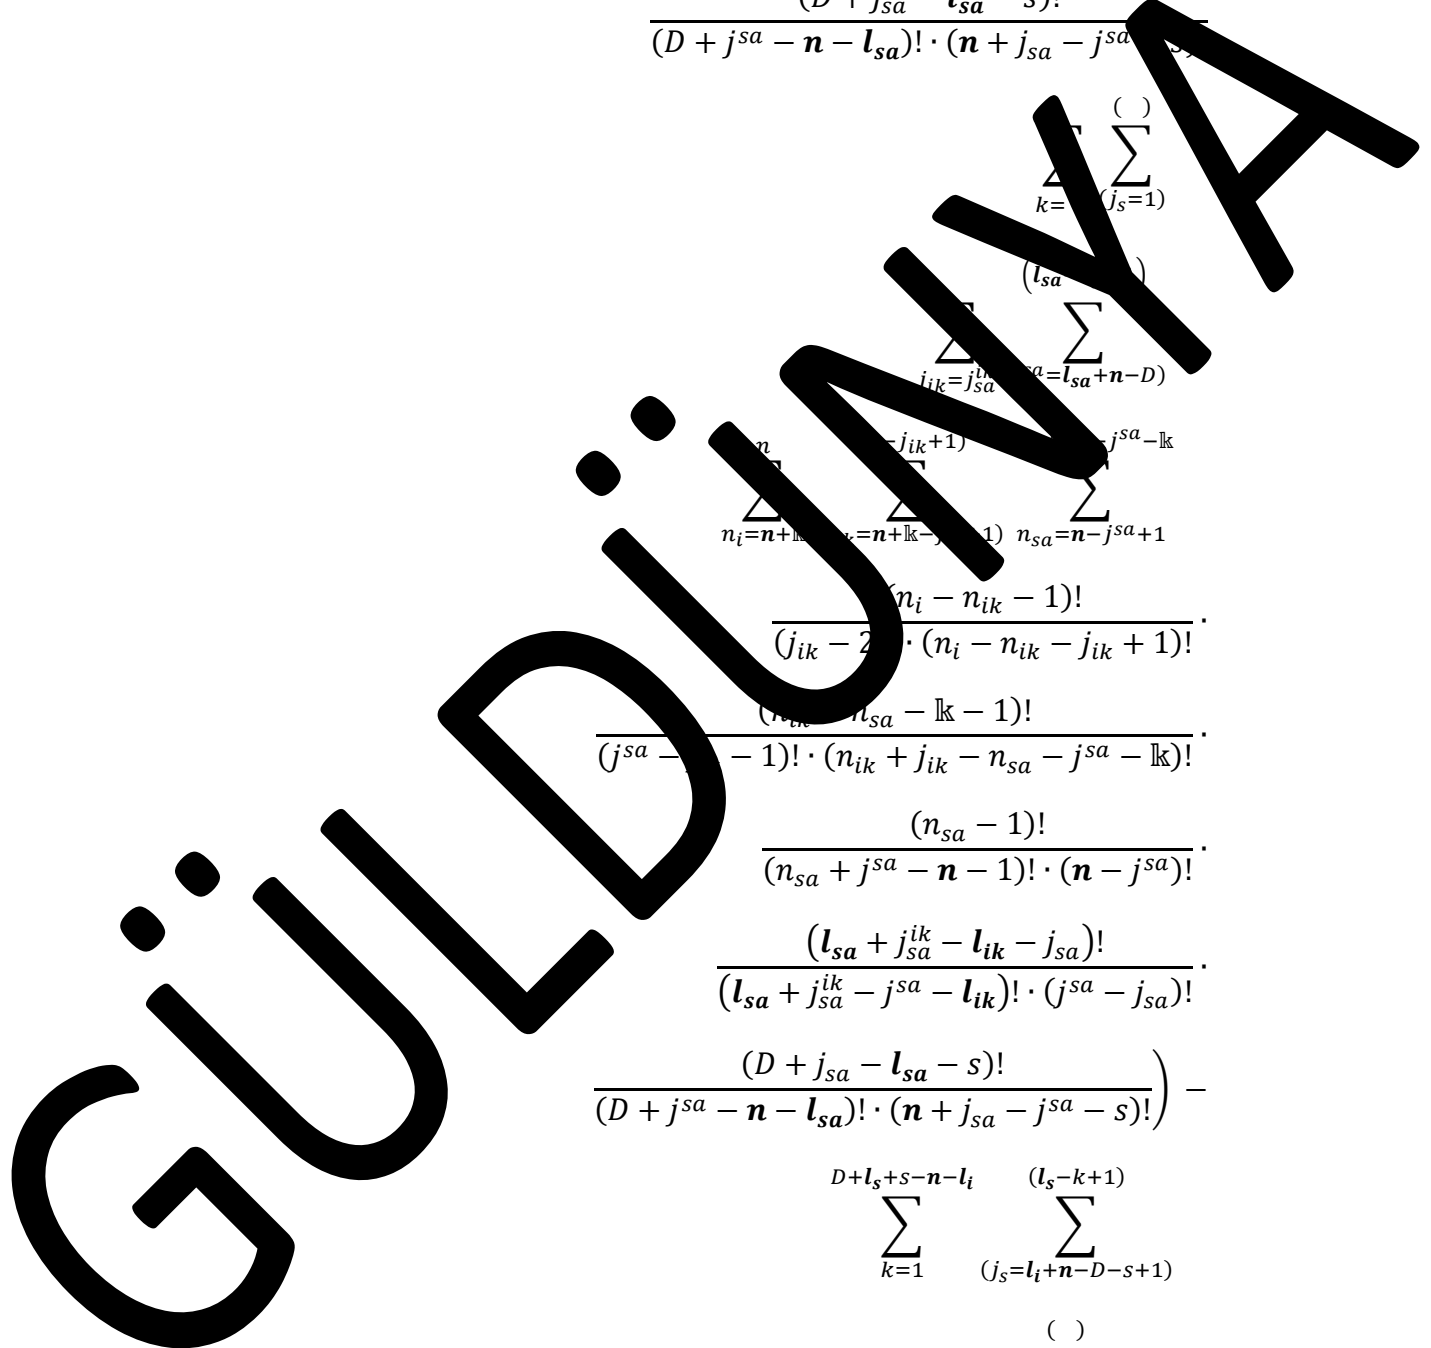 (D + j_{sa} − l_{sa} − s)!
(D + j^{sa} − n − l_{sa})! · (n + j_{sa} − j^{sa} s)
( )
∑ ∑
k= (j_s=1)
(l_{sa} )
∑ ∑
j_{ik}=j_{sa}^{ik} ^{sa}=l_{sa}+n−D)
n −j_{ik}+1) −j^{sa}−𝕜
∑ ∑ ∑
n_i=n+𝕜 =n+𝕜−j 1) n_{sa}=n−j^{sa}+1
(n_i − n_{ik} − 1)!
(j_{ik} − 2 · (n_i − n_{ik} − j_{ik} + 1)! ·
(n_{ik} n_{sa} − 𝕜 − 1)!
(j^{sa} − − 1)! · (n_{ik} + j_{ik} − n_{sa} − j^{sa} − 𝕜)! ·
(n_{sa} − 1)!
(n_{sa} + j^{sa} − n − 1)! · (n − j^{sa})! ·
(l_{sa} + j_{sa}^{ik} − l_{ik} − j_{sa})!
(l_{sa} + j_{sa}^{ik} − j^{sa} − l_{ik})! · (j^{sa} − j_{sa})! ·
(D + j_{sa} − l_{sa} − s)!
(D + j^{sa} − n − l_{sa})! · (n + j_{sa} − j^{sa} − s)! ) −
D+l_s+s−n−l_i (l_s−k+1)
∑ ∑
k=1 (j_s=l_i+n−D−s+1)
( )
GÜLDÜNYA